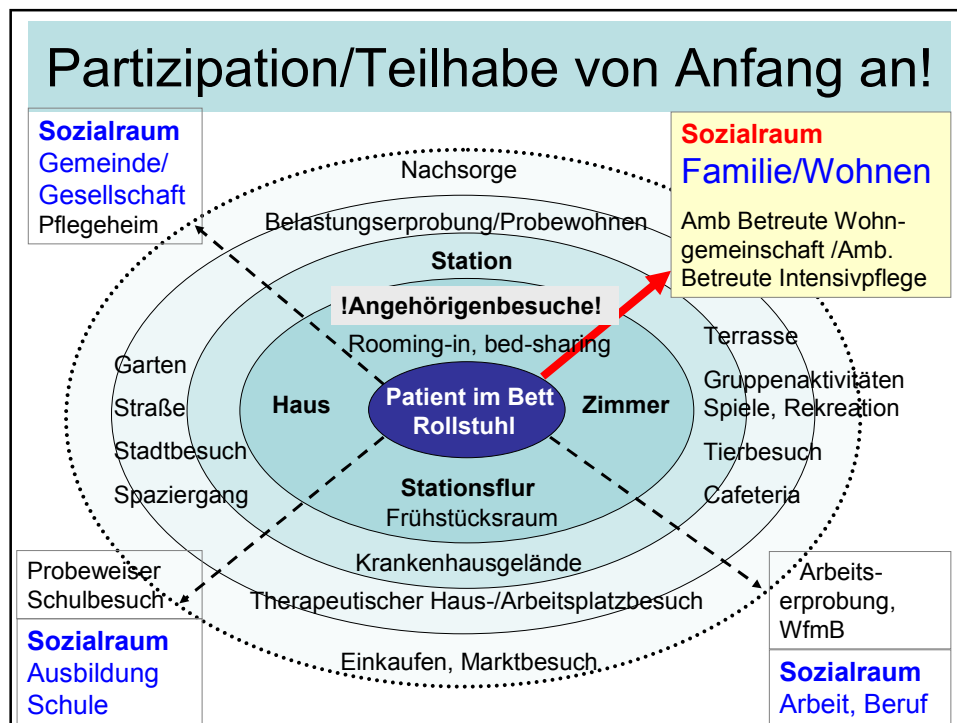 Partizipation/Teilhabe von Anfang an!
Sozialraum
Gemeinde/
Gesellschaft
Pflegeheim
Sozialraum
Familie/Wohnen
Amb Betreute Wohn-
gemeinschaft /Amb.
Betreute Intensivpflege
Nachsorge
Belastungserprobung/Probewohnen
Station
!Angehörigenbesuche!
Rooming-in, bed-sharing
Garten
Straße
Stadtbesuch
Spaziergang
Haus
Patient im Bett
Rollstuhl
Zimmer
Terrasse
Gruppenaktivitäten
Spiele, Rekreation
Tierbesuch
Cafeteria
Stationsflur
Frühstücksraum
Krankenhausgelände
Therapeutischer Haus-/Arbeitsplatzbesuch
Einkaufen, Marktbesuch
Probeweiser
Schulbesuch
Sozialraum
Ausbildung
Schule
Arbeits-
erprobung,
WfmB
Sozialraum
Arbeit, Beruf